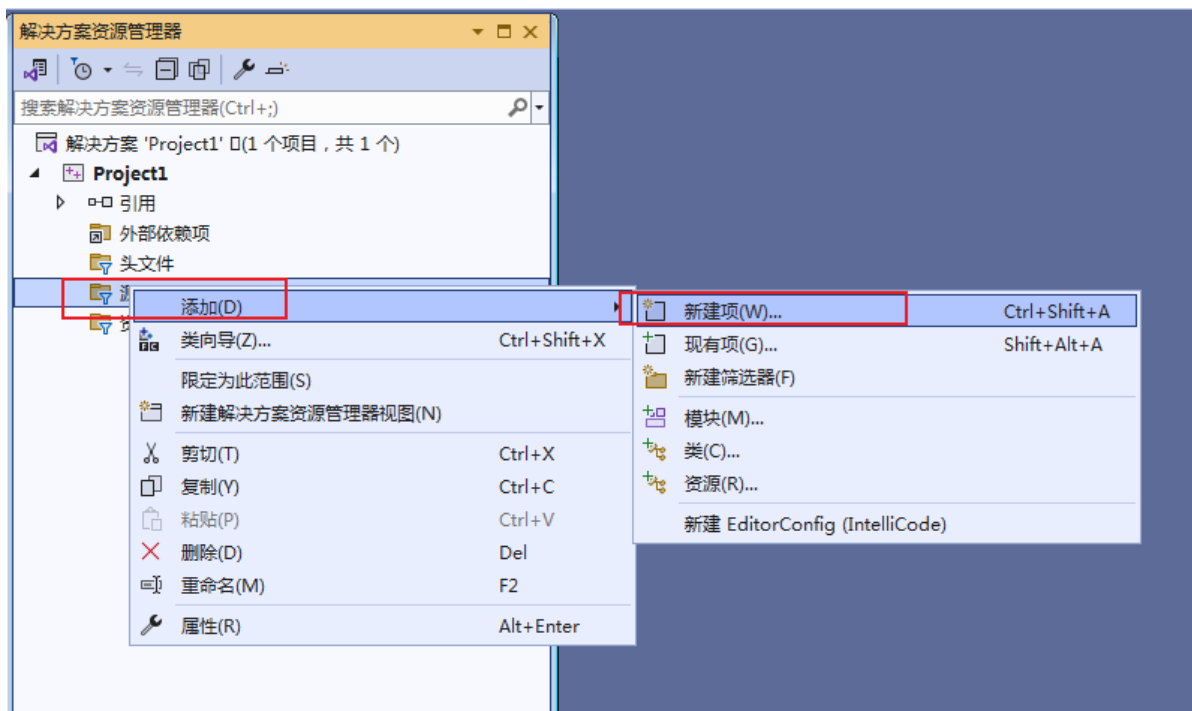 解决方案资源管理器
搜索解决方案资源管理器(Ctrl+;)
解决方案 'Project1' (1 个项目，共 1 个)
Project1
引用
外部依赖项
头文件
添加(D)
类向导(Z)... Ctrl+Shift+X
限定为此范围(S)
新建解决方案资源管理器视图(N)
剪切(T) Ctrl+X
复制(Y) Ctrl+C
粘贴(P) Ctrl+V
删除(D) Del
重命名(M) F2
属性(R) Alt+Enter
新建项(W)... Ctrl+Shift+A
现有项(G)... Shift+Alt+A
新建筛选器(F)
模块(M)...
类(C)...
资源(R)...
新建 EditorConfig (IntelliCode)